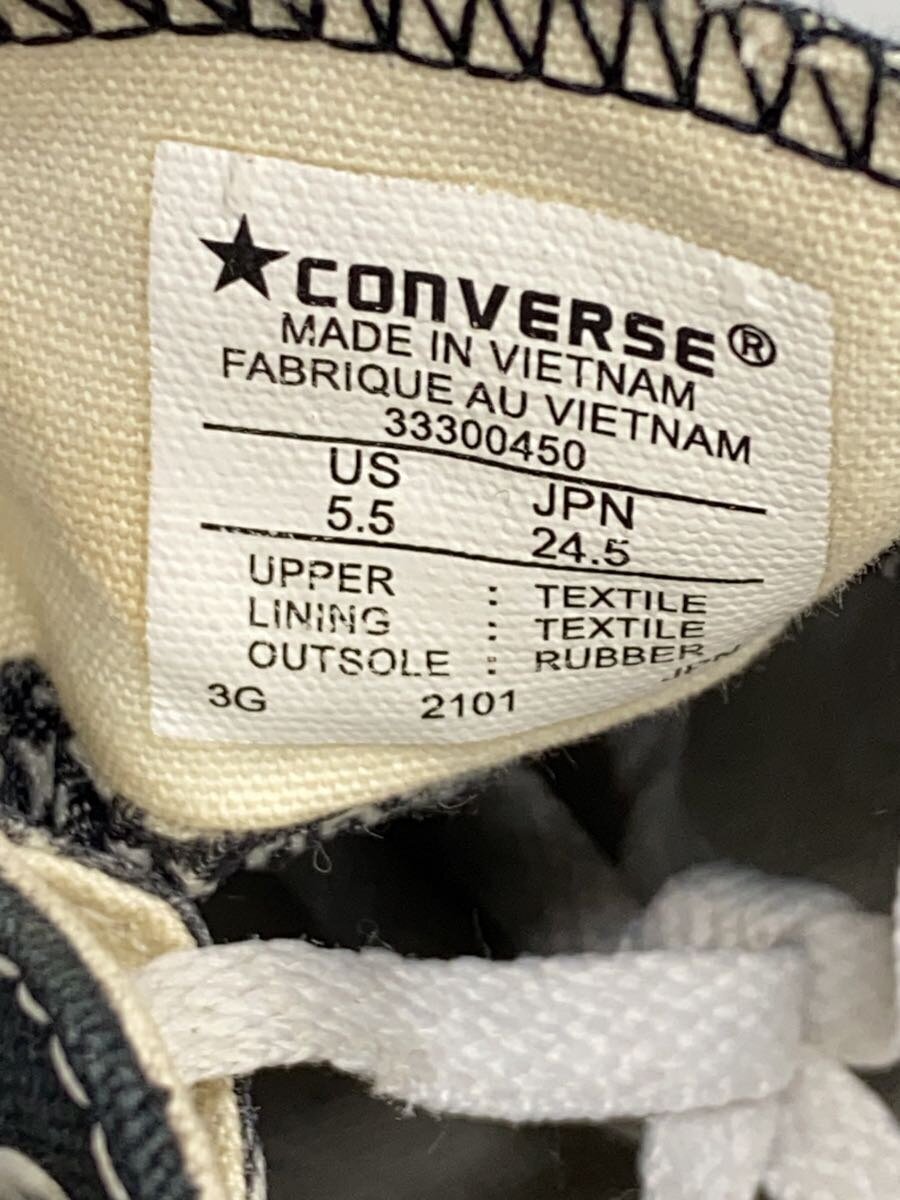 ★CONVERSE®
MADE IN VIETNAM
FABRIQUE AU VIETNAM
33300450
US JPN
5.5 24.5
UPPER : TEXTILE
LINING : TEXTILE
OUTSOLE : RUBBER
3G 2101 JPN